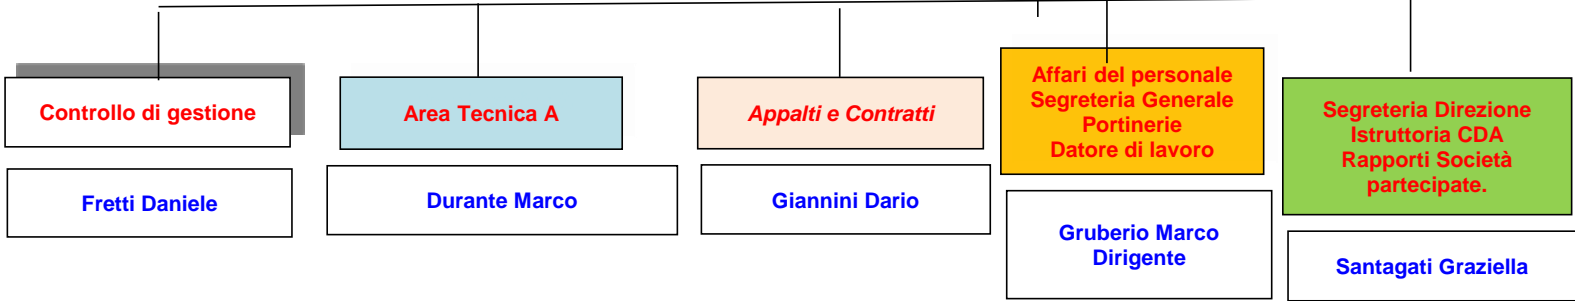 Controllo di gestione
Fretti Daniele
Area Tecnica A
Durante Marco
Appalti e Contratti
Giannini Dario
Affari del personale
Segreteria Generale
Portinerie
Datore di lavoro
Gruberio Marco
Dirigente
Segreteria Direzione
Istruttoria CDA
Rapporti Società
partecipate.
Santagati Graziella